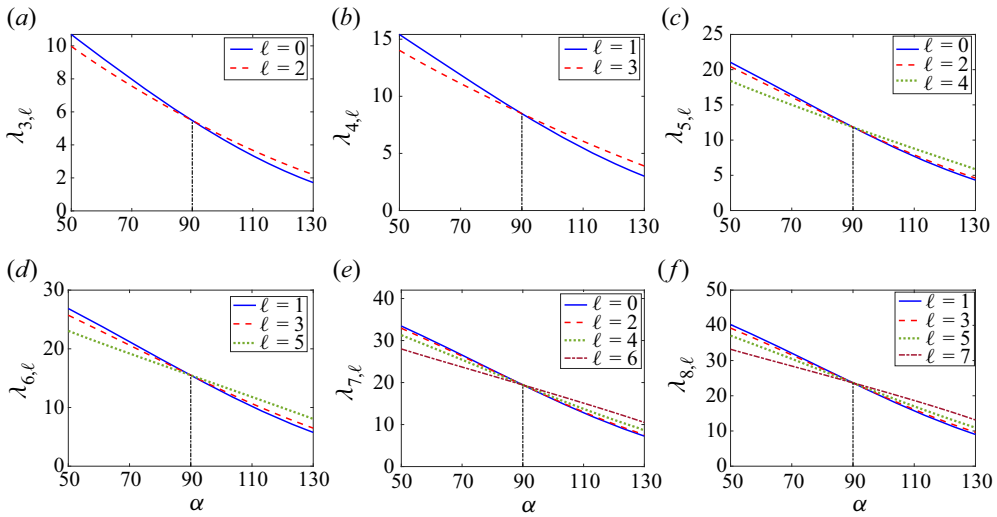 (a)
10
8
6
4
2
0
λ3,ℓ
ℓ = 0
ℓ = 2
50 70 90 110 130
(b)
15
10
5
0
λ4,ℓ
ℓ = 1
ℓ = 3
50 70 90 110 130
(c)
25
20
15
10
5
0
λ5,ℓ
ℓ = 0
ℓ = 2
ℓ = 4
50 70 90 110 130
(d)
30
20
10
0
λ6,ℓ
ℓ = 1
ℓ = 3
ℓ = 5
50 70 90 110 130
α
(e)
40
30
20
10
0
λ7,ℓ
ℓ = 0
ℓ = 2
ℓ = 4
ℓ = 6
50 70 90 110 130
α
(f)
50
40
30
20
10
0
λ8,ℓ
ℓ = 1
ℓ = 3
ℓ = 5
ℓ = 7
50 70 90 110 130
α